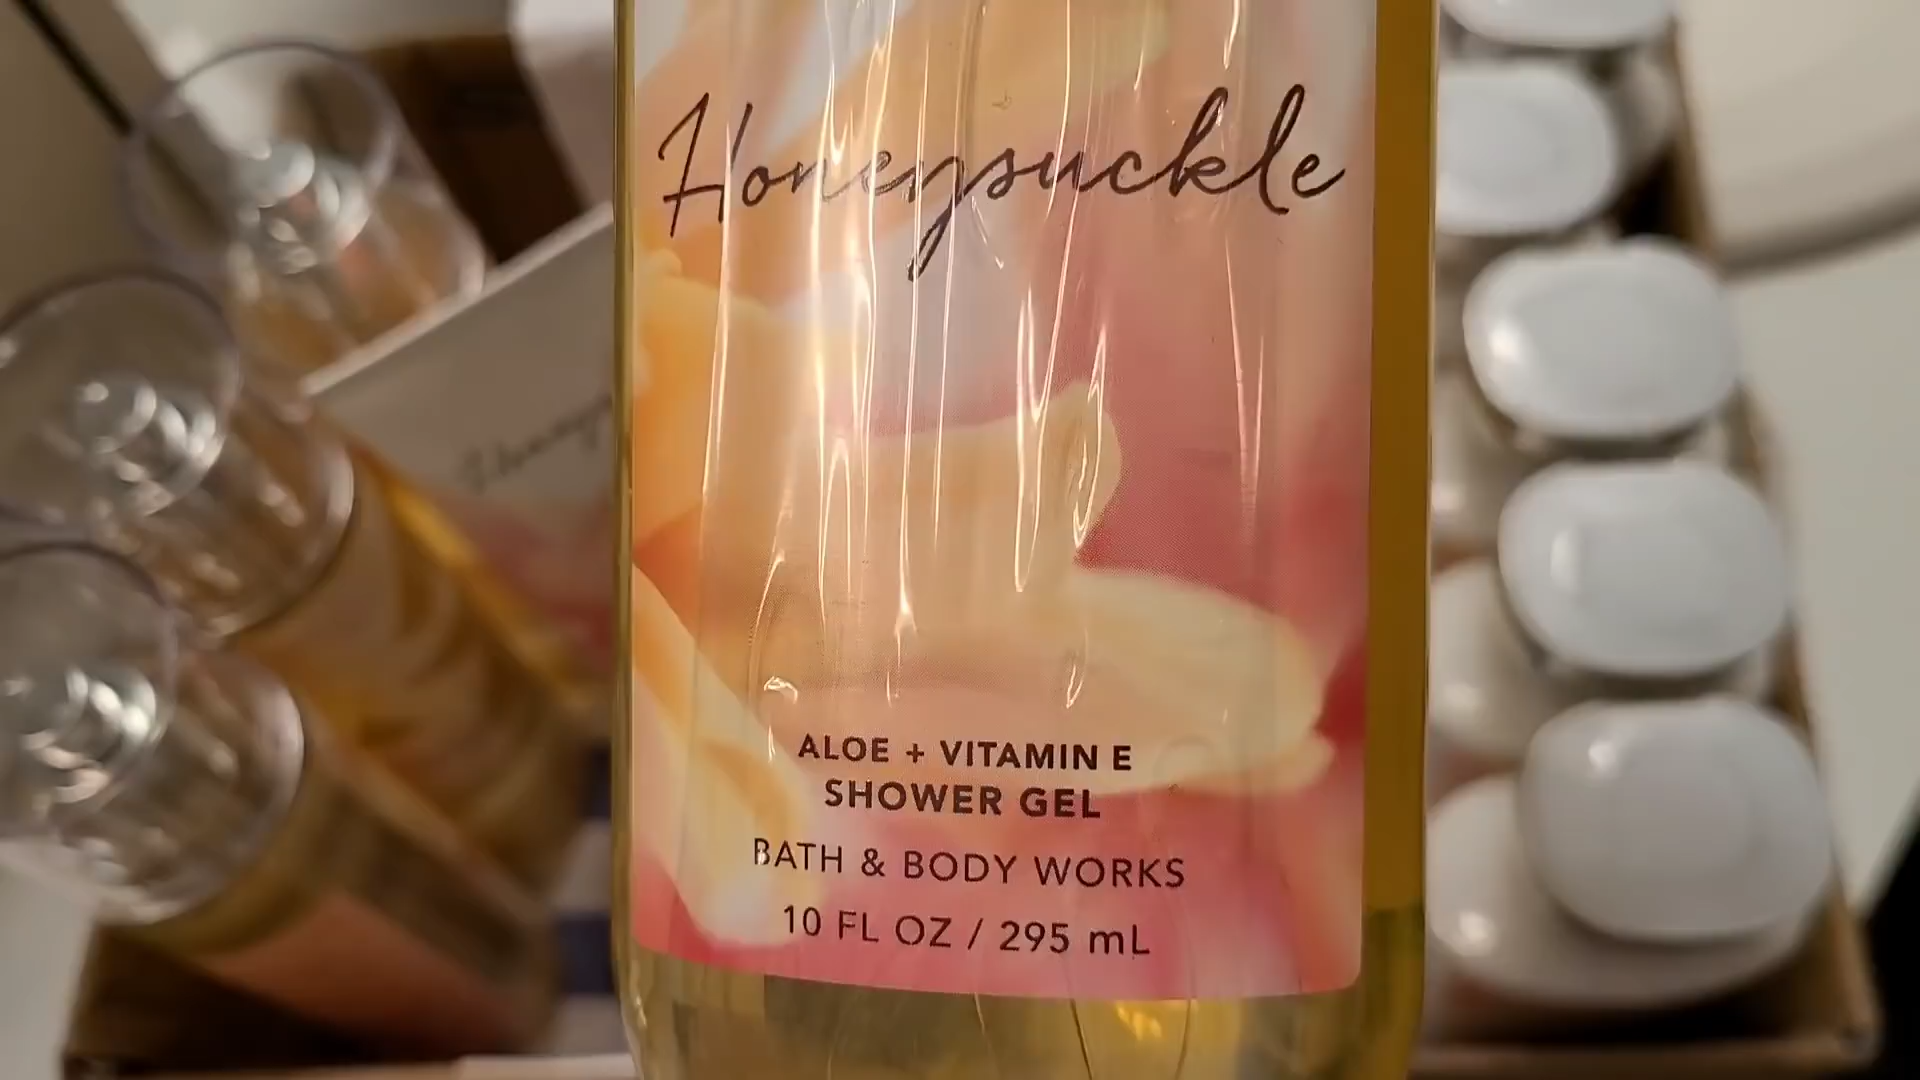 Honeysuckle
ALOE + VITAMIN E
SHOWER GEL
BATH & BODY WORKS
10 FL OZ / 295 mL